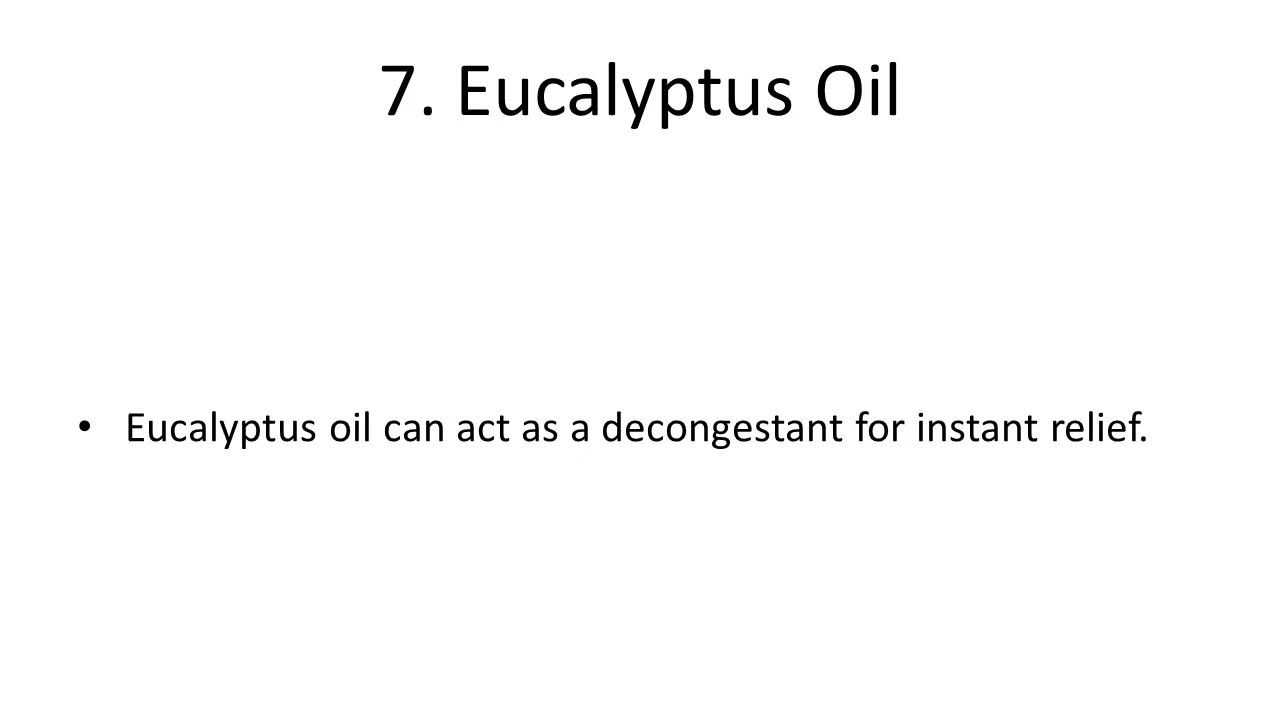 7. Eucalyptus Oil
• Eucalyptus oil can act as a decongestant for instant relief.